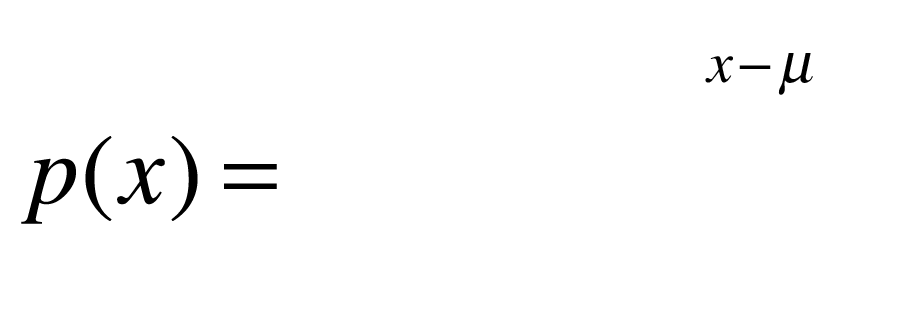 x−μ
p(x) =